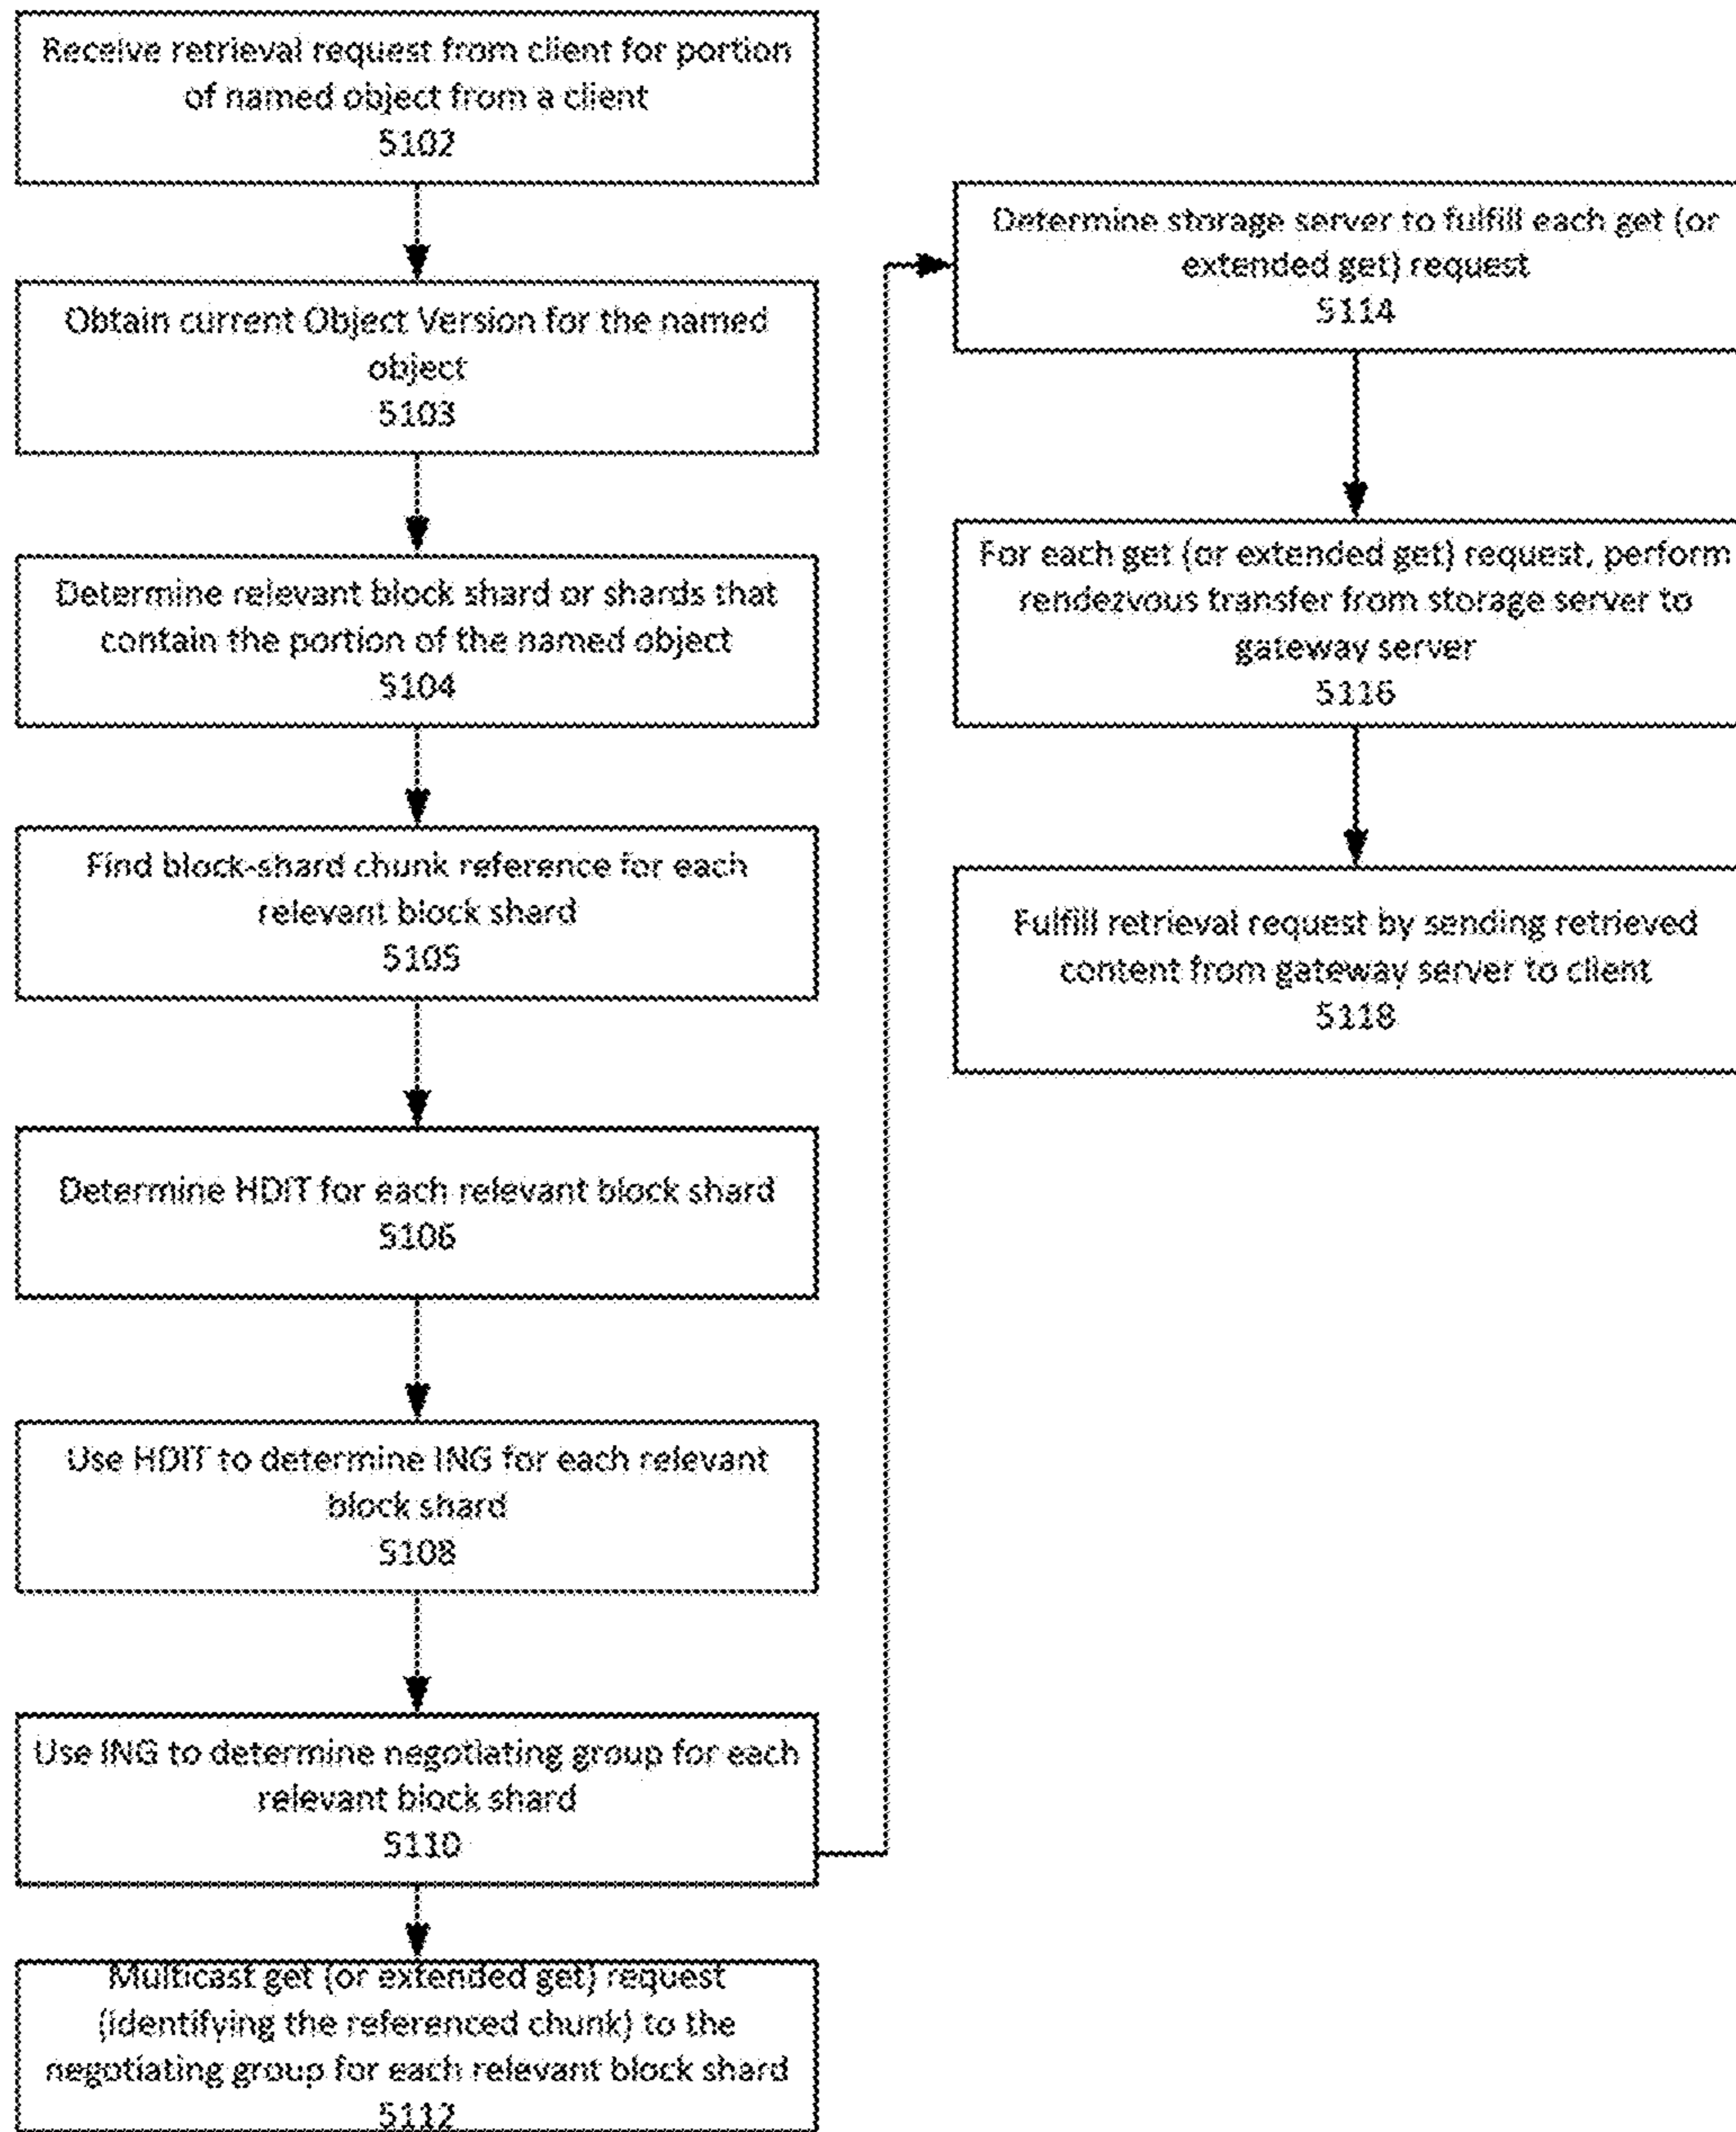 Receive retrieval request from client for portion
of named object from a client
5102
Obtain current Object Version for the named
object
5103
Determine relevant block shard or shards that
contain the portion of the named object
5104
Find block-shard chunk reference for each
relevant block shard
5105
Determine HDIT for each relevant block shard
5106
Use HDIT to determine ING for each relevant
block shard
5108
Use ING to determine negotiating group for each
relevant block shard
5110
Multicast get (or extended get) request
(identifying the referenced chunk) to the
negotiating group for each relevant block shard
5112
Determine storage server to fulfill each get (or
extended get) request
5114
For each get (or extended get) request, perform
rendezvous transfer from storage server to
gateway server
5116
Fulfill retrieval request by sending retrieved
content from gateway server to client
5118